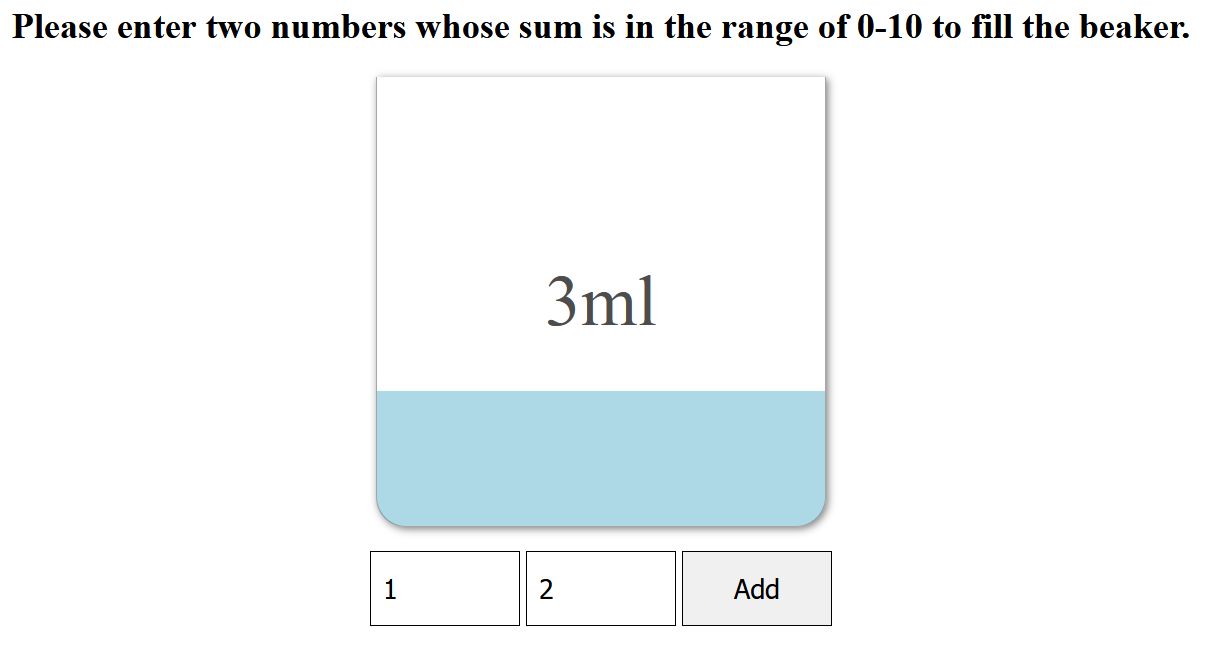 Please enter two numbers whose sum is in the range of 0-10 to fill the beaker.
3ml
1 2 Add